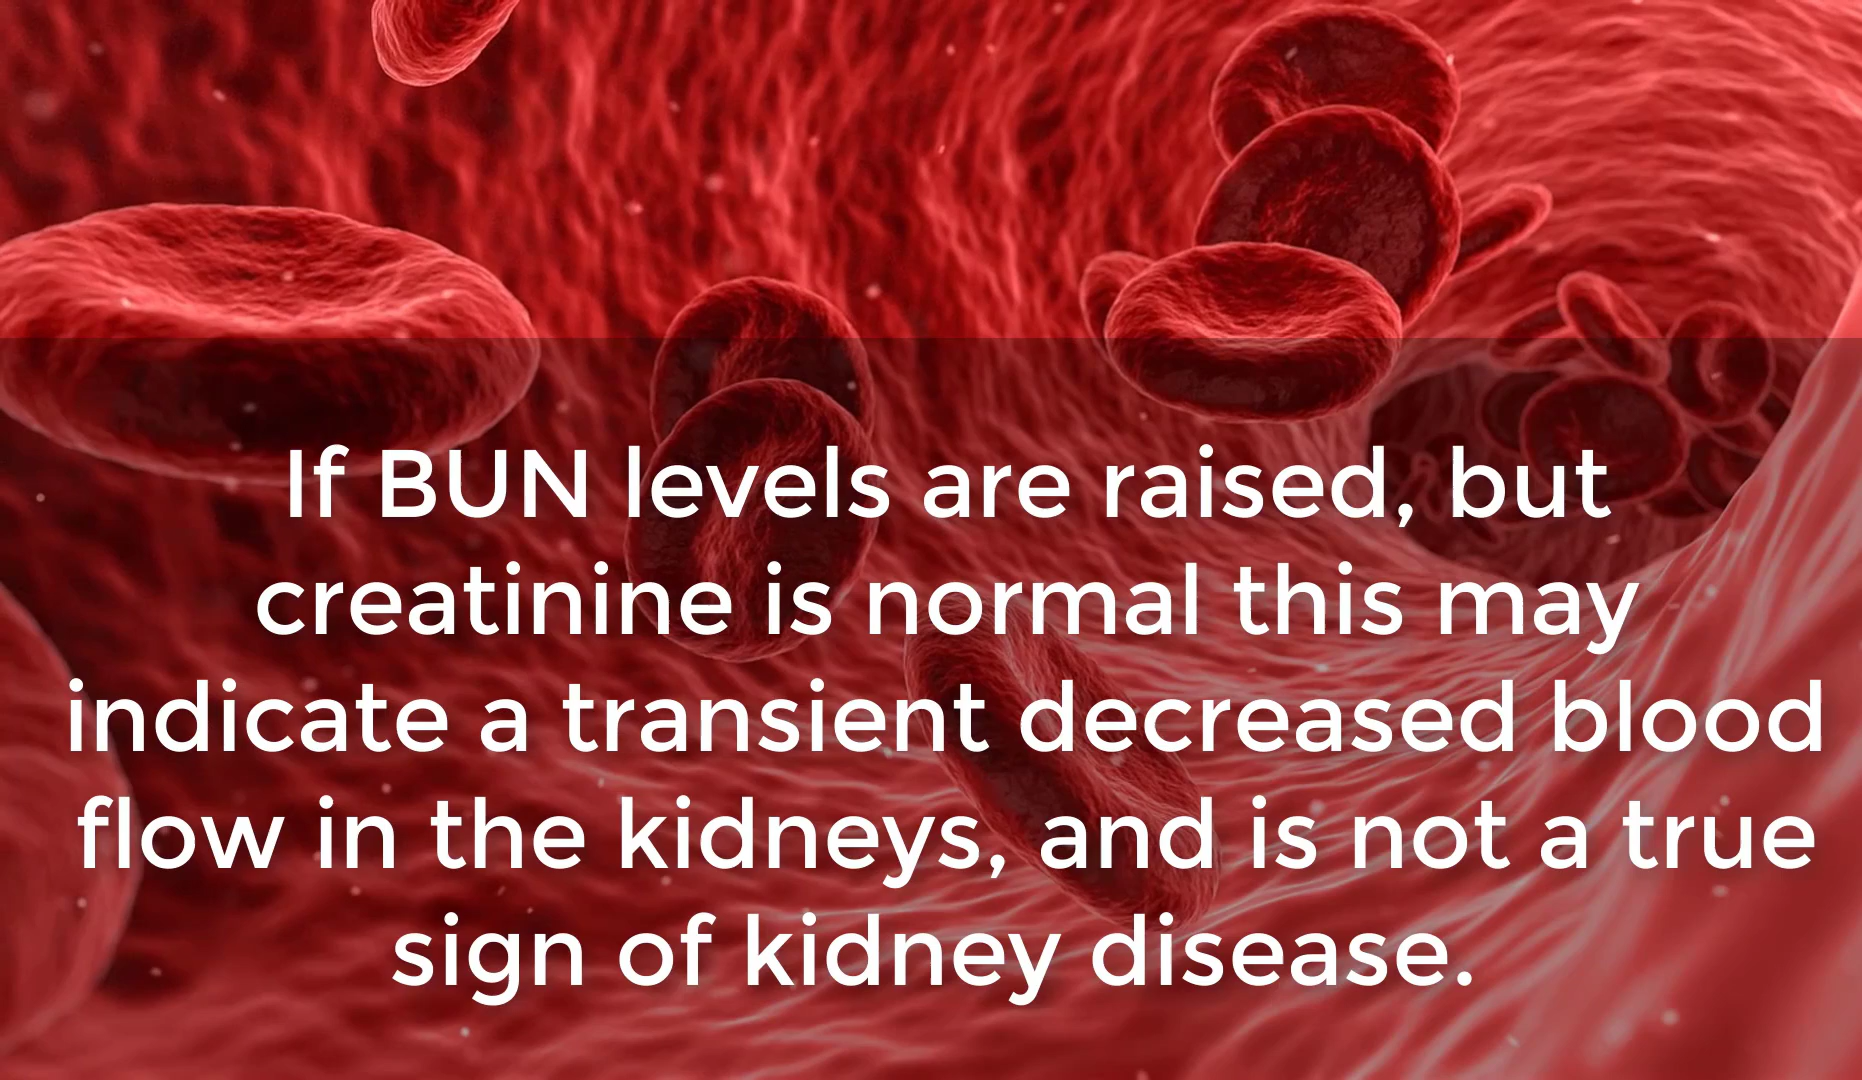 If BUN levels are raised, but
creatinine is normal this may
indicate a transient decreased blood
flow in the kidneys, and is not a true
sign of kidney disease.